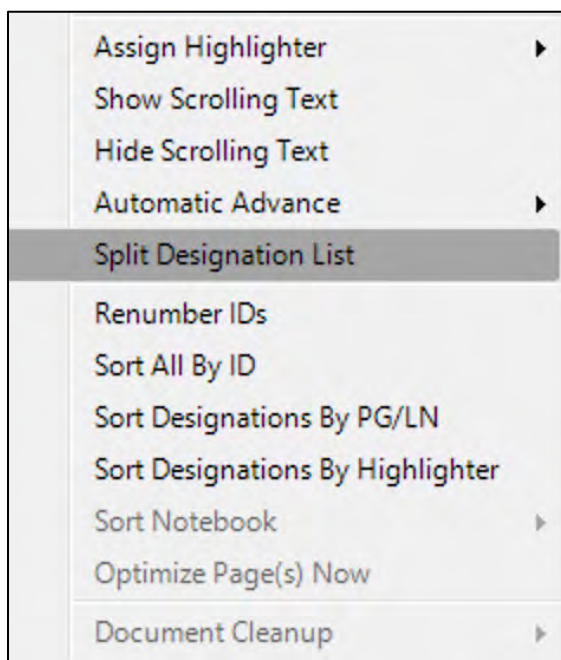 Assign Highlighter
Show Scrolling Text
Hide Scrolling Text
Automatic Advance
Split Designation List
Renumber IDs
Sort All By ID
Sort Designations By PG/LN
Sort Designations By Highlighter
Sort Notebook
Optimize Page(s) Now
Document Cleanup